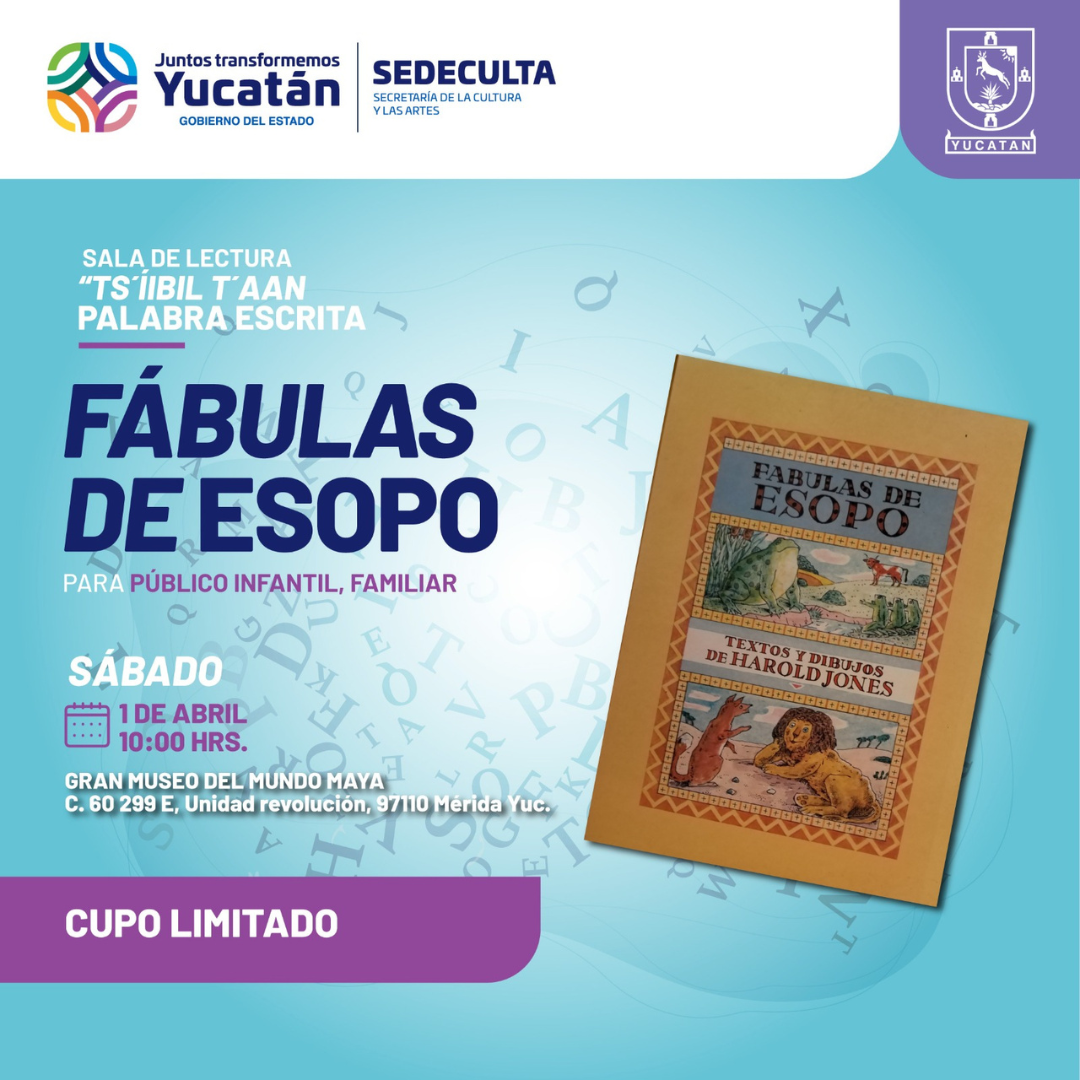 Juntos transformemos
Yucatán
GOBIERNO DEL ESTADO
SEDECULTA
SECRETARÍA DE LA CULTURA
Y LAS ARTES
YUCATAN
SALA DE LECTURA
“TS´ÍIBIL T´AAN
PALABRA ESCRITA
FÁBULAS
DE ESOPO
PARA PÚBLICO INFANTIL, FAMILIAR
SÁBADO
1 DE ABRIL
10:00 HRS.
GRAN MUSEO DEL MUNDO MAYA
C. 60 299 E, Unidad revolución, 97110 Mérida Yuc.
CUPO LIMITADO
FABULAS DE
ESOPO
TEXTOS Y DIBUJOS
DE HAROLD JONES